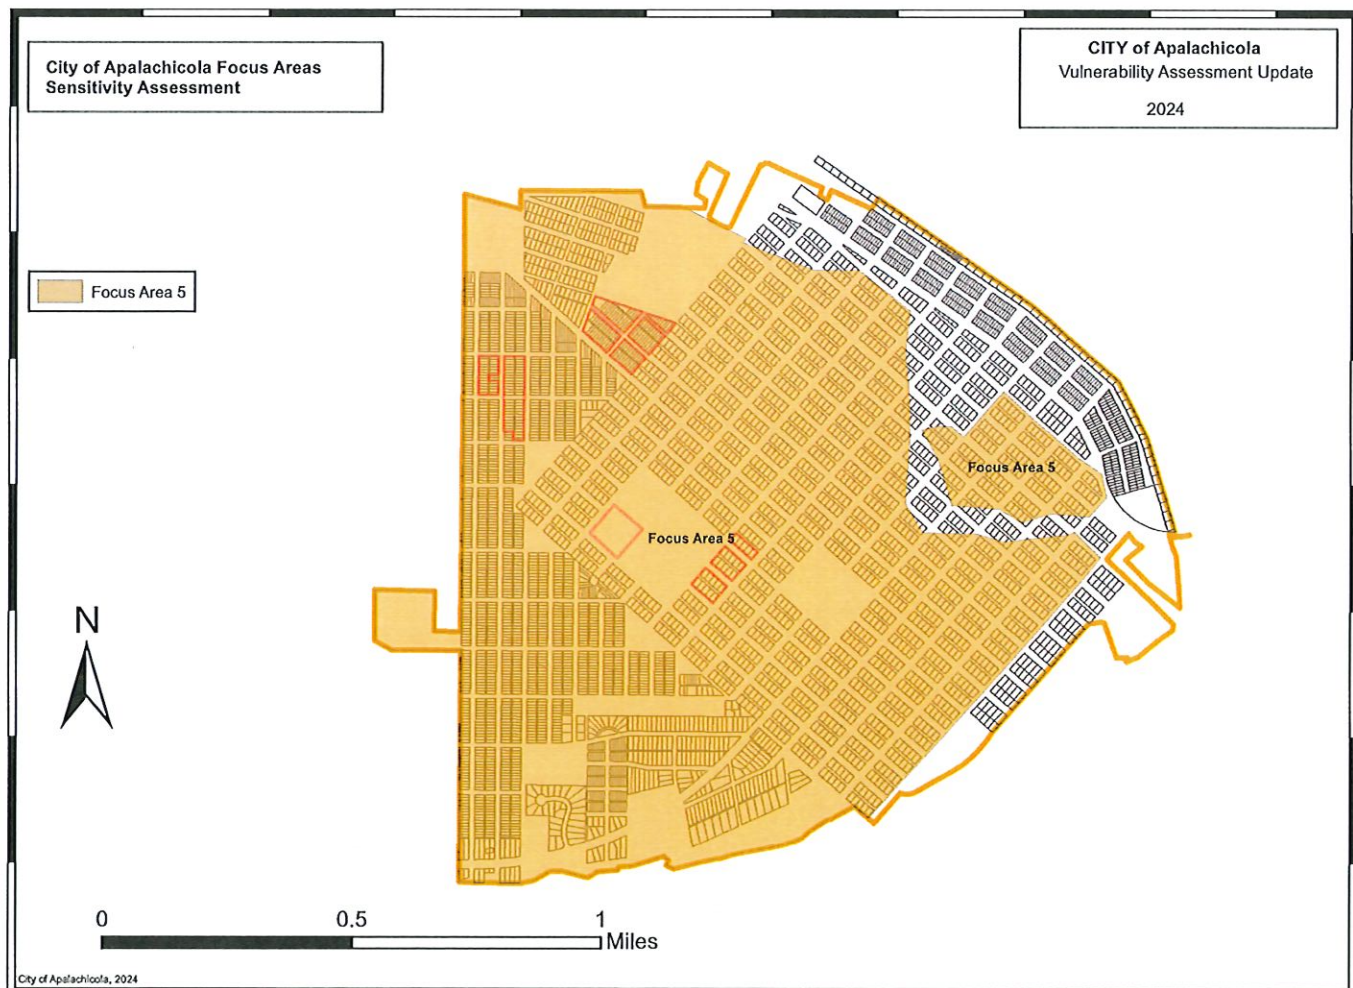 City of Apalachicola Focus Areas
Sensitivity Assessment
CITY of Apalachicola
Vulnerability Assessment Update
2024
Focus Area 5
Focus Area 5
Focus Area 5
N
0 0.5 1
Miles
City of Apalachicola, 2024